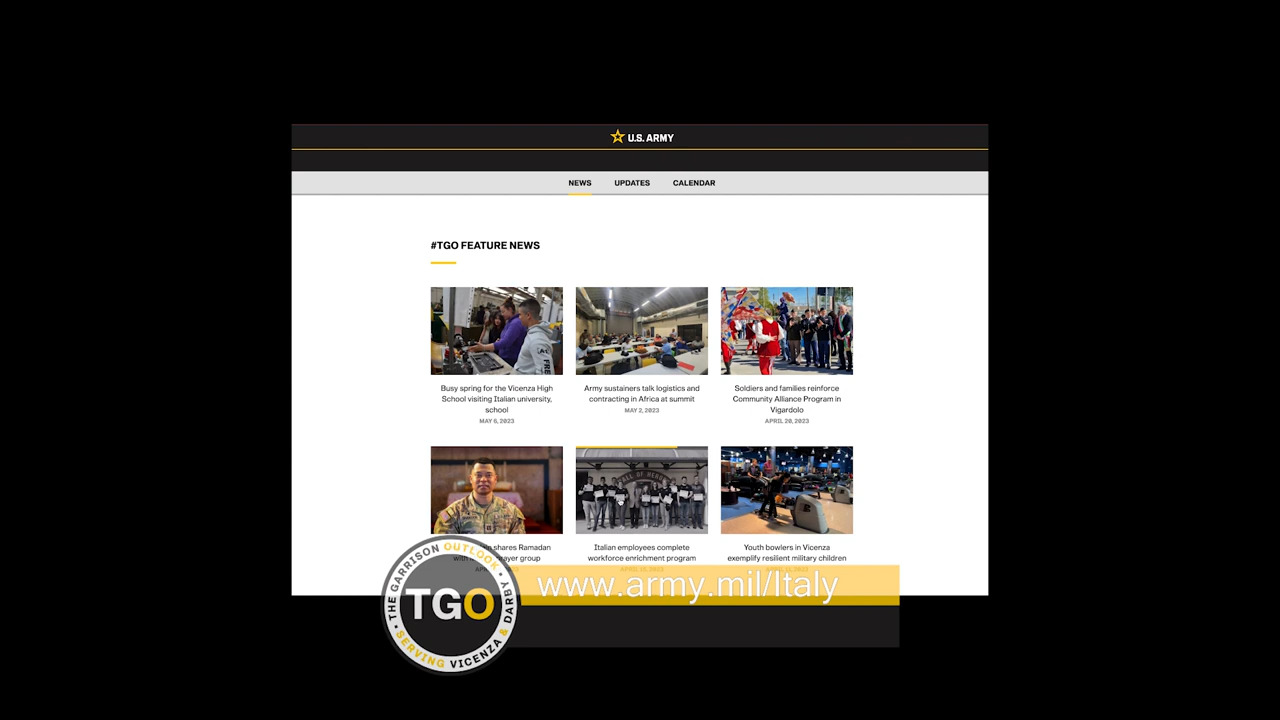 U.S. ARMY
NEWS UPDATES CALENDAR
#TGO FEATURE NEWS
Busy spring for the Vicenza High
School visiting Italian university,
school
MAY 6, 2023
Army sustainers talk logistics and
contracting in Africa at summit
MAY 2, 2023
Soldiers and families reinforce
Community Alliance Program in
Vigardolo
APRIL 20, 2023
shares Ramadan
with prayer group
Italian employees complete
workforce enrichment program
Youth bowlers in Vicenza
exemplify resilient military children
www.army.mil/Italy
THE GARRISON OUTLOOK
TGO
SERVING VICENZA & DARBY